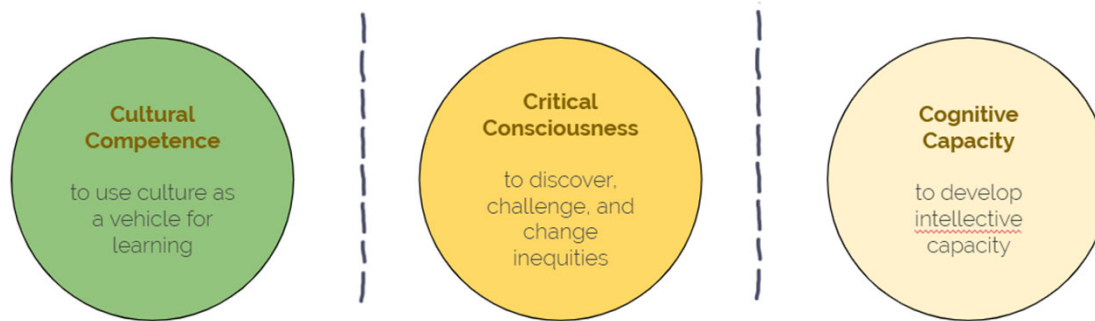 Cultural
Competence
to use culture as
a vehicle for
learning
Critical
Consciousness
to discover,
challenge, and
change
inequities
Cognitive
Capacity
to develop
intellective
capacity